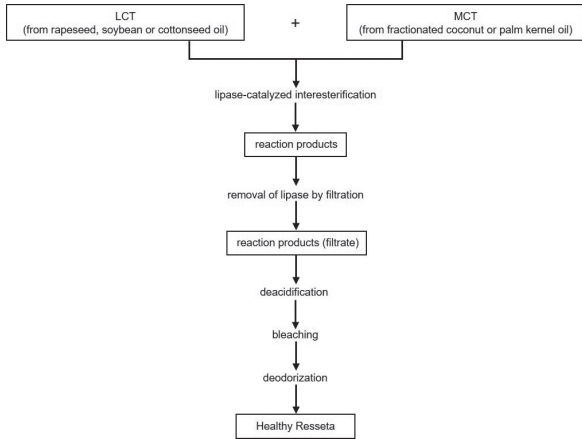 LCT
(from rapeseed, soybean or cottonseed oil)
+
MCT
(from fractionated coconut or palm kernel oil)
lipase-catalyzed interesterification
reaction products
removal of lipase by filtration
reaction products (filtrate)
deacidification
bleaching
deodorization
Healthy Resseta